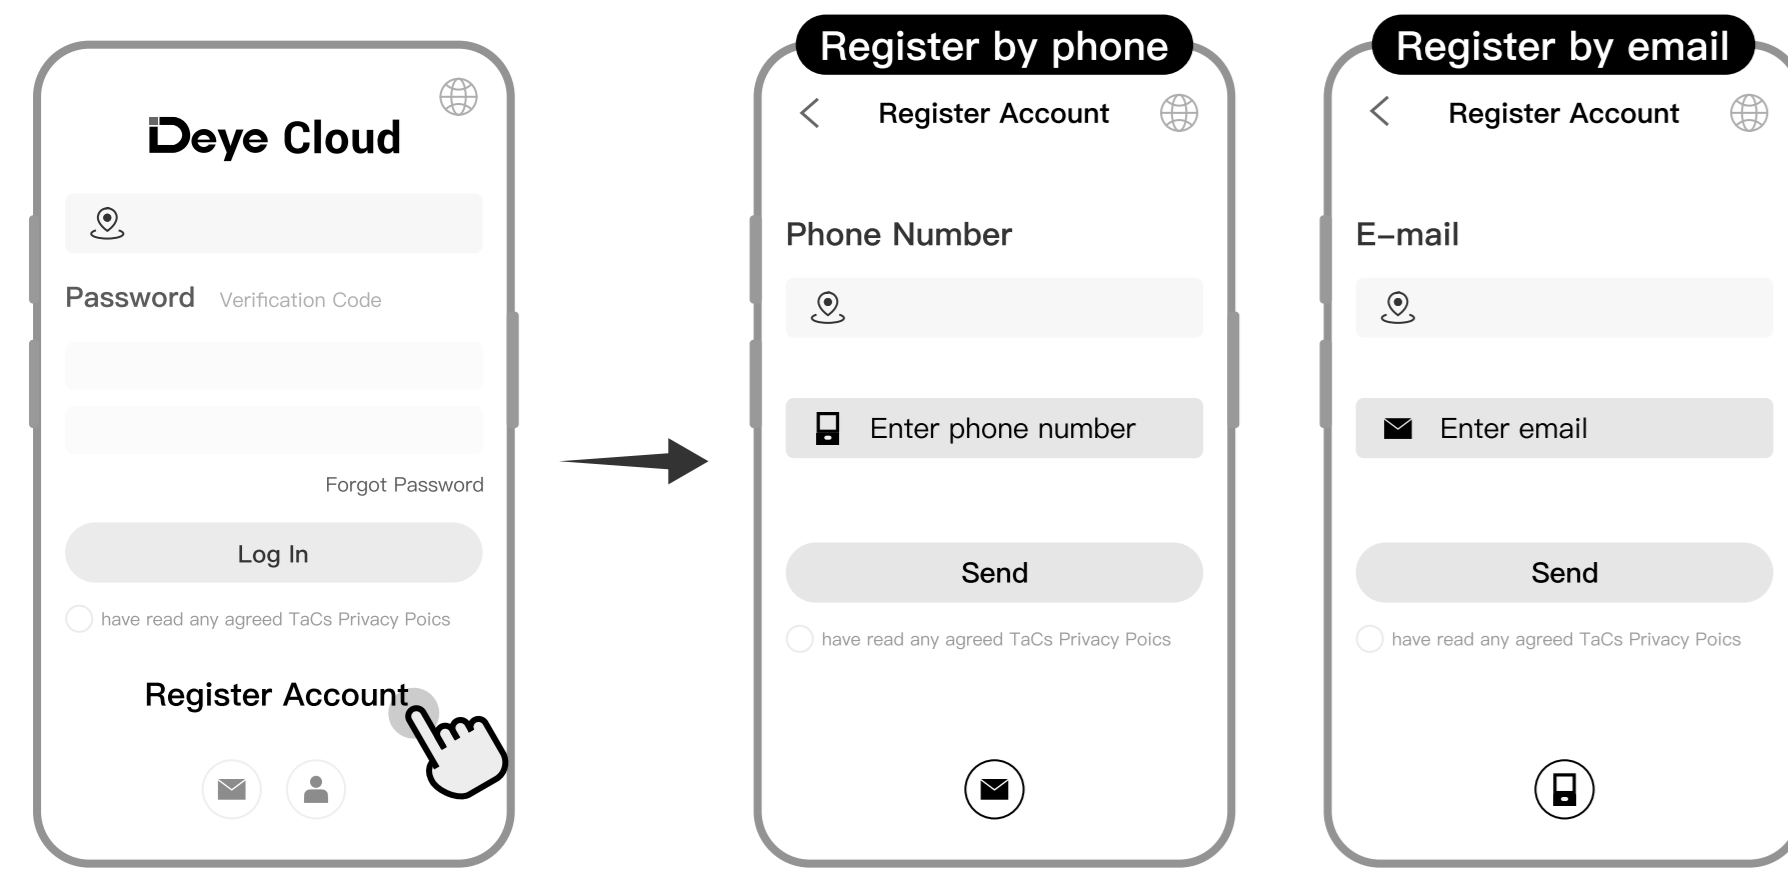 Deye Cloud
Password Verification Code
Forgot Password
Log In
have read any agreed TaCs Privacy Poics
Register Account
Register by phone
Register Account
Phone Number
Enter phone number
Send
have read any agreed TaCs Privacy Poics
Register by email
Register Account
E-mail
Enter email
Send
have read any agreed TaCs Privacy Poics